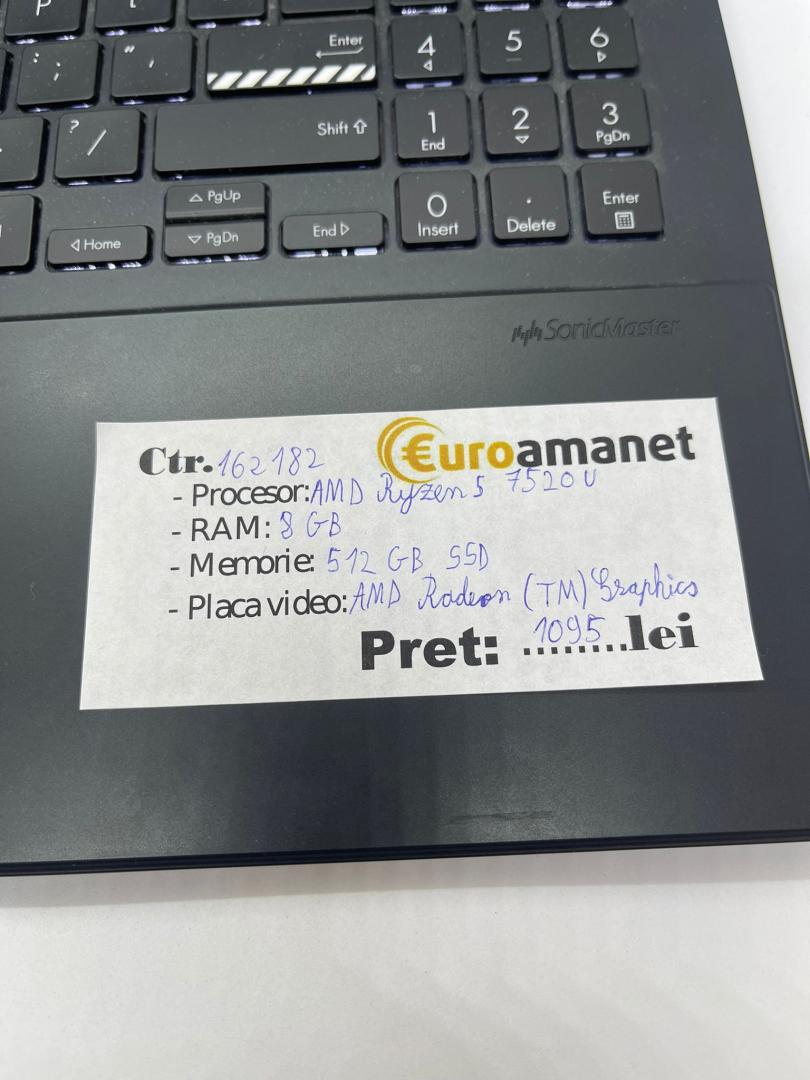 P
: ;
" '
Enter
4
5
6
? /
Shift
1 End
2
3 PgDn
PgUp
Home
PgDn
End
0 Insert
. Delete
Enter
SonicMaster
€uroamanet
Ctr.162182
- Procesor:AMD Ryzen 5 7520U
- RAM: 8 GB
- Memorie: 512 GB SSD
- Placa video:AMD Radeon (TM) Graphics
Pret: ...1095...lei